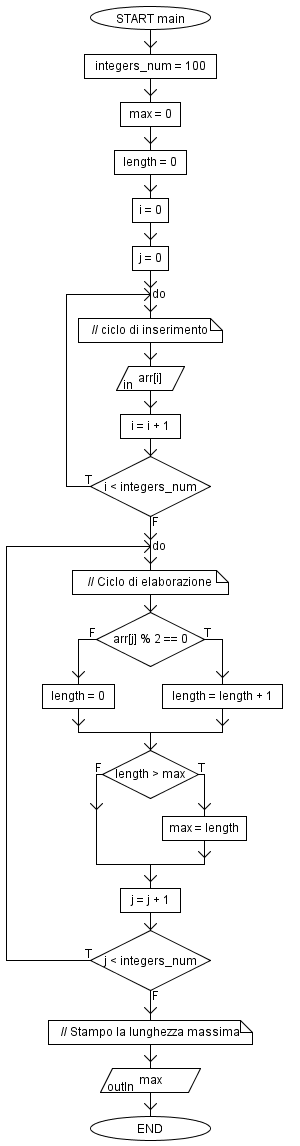 START main
integers_num = 100
max = 0
length = 0
i = 0
j = 0
do
// ciclo di inserimento
arr[i]
in
i = i + 1
T
i < integers_num
F
do
// Ciclo di elaborazione
F
arr[j] % 2 == 0
T
length = 0
length = length + 1
F
length > max
T
max = length
j = j + 1
T
j < integers_num
F
// Stampo la lunghezza massima
max
outln
END